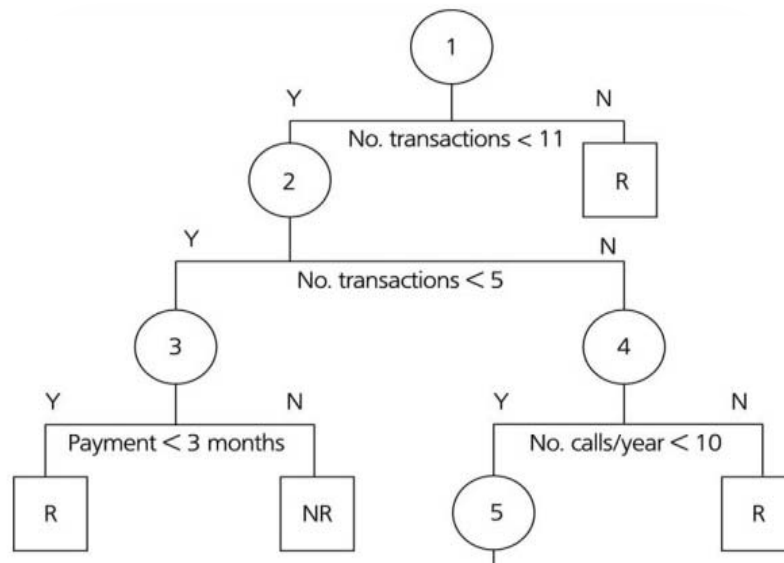 1
Y
N
No. transactions < 11
2
R
Y
N
No. transactions < 5
3
4
Y
N
Y
N
Payment < 3 months
No. calls/year < 10
R
NR
5
R